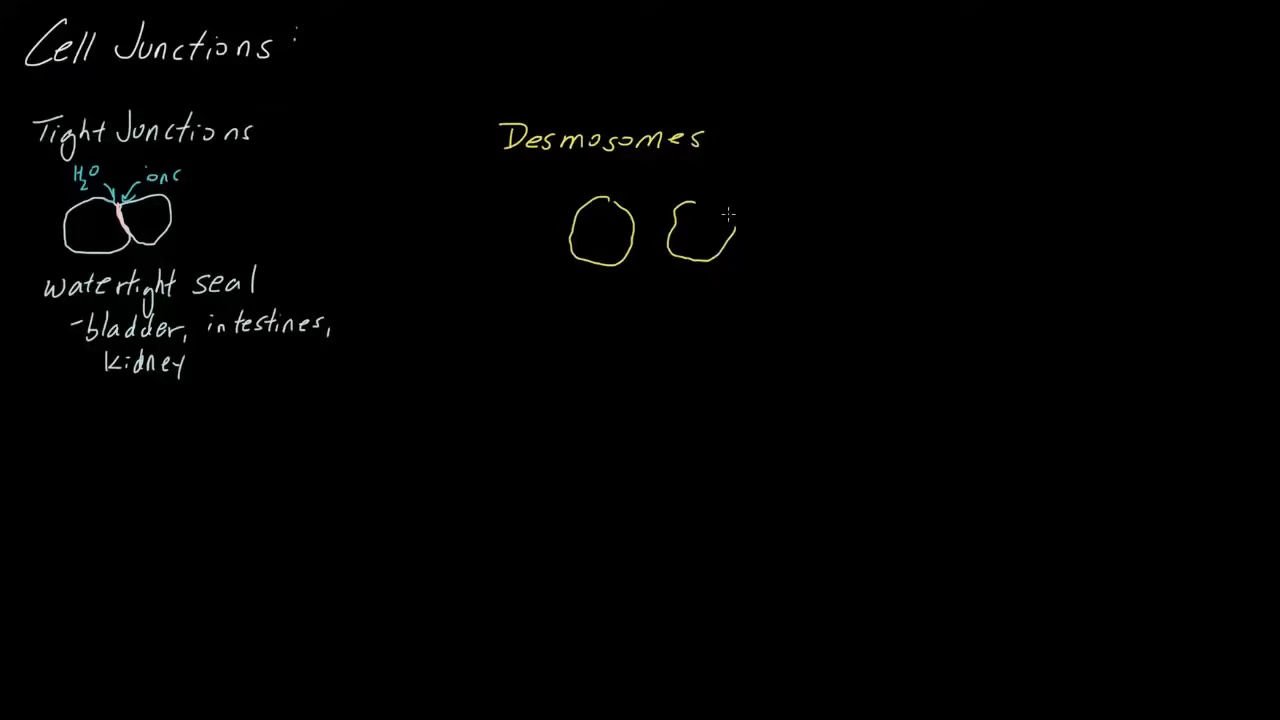 Cell Junctions:
Tight Junctions
H2O ions
watertight seal
-bladder, intestines,
kidney
Desmosomes